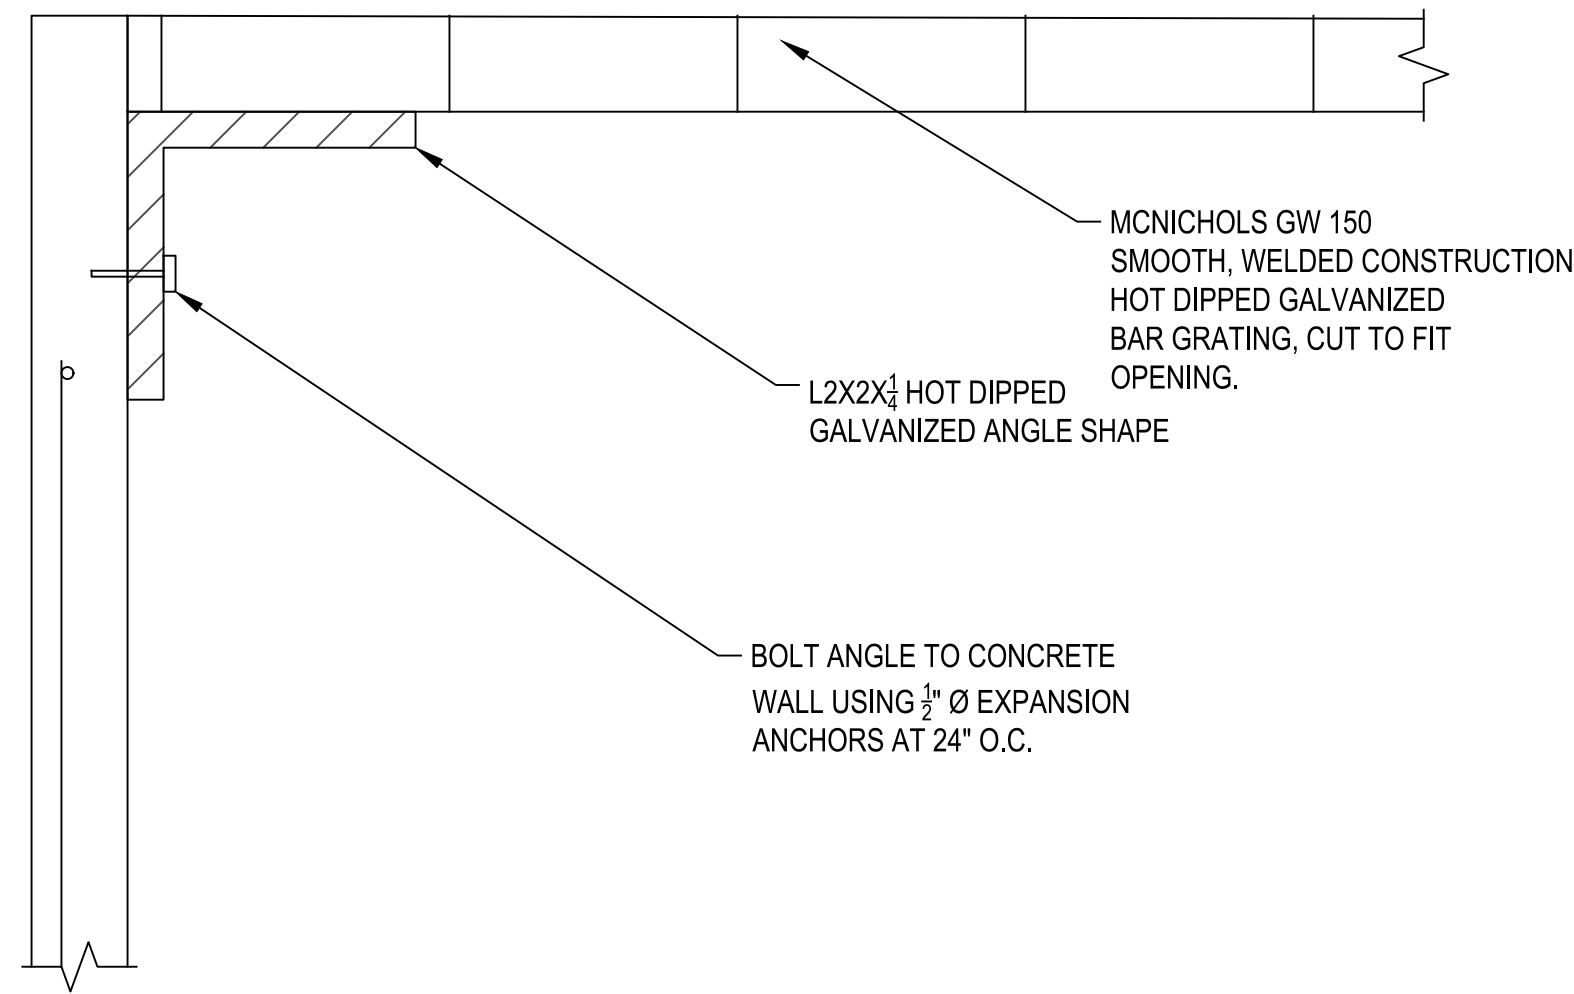 MCNICHOLS GW 150
SMOOTH, WELDED CONSTRUCTION
HOT DIPPED GALVANIZED
BAR GRATING, CUT TO FIT
OPENING.
L2X2X1/4 HOT DIPPED
GALVANIZED ANGLE SHAPE
BOLT ANGLE TO CONCRETE
WALL USING 1/2" Ø EXPANSION
ANCHORS AT 24" O.C.